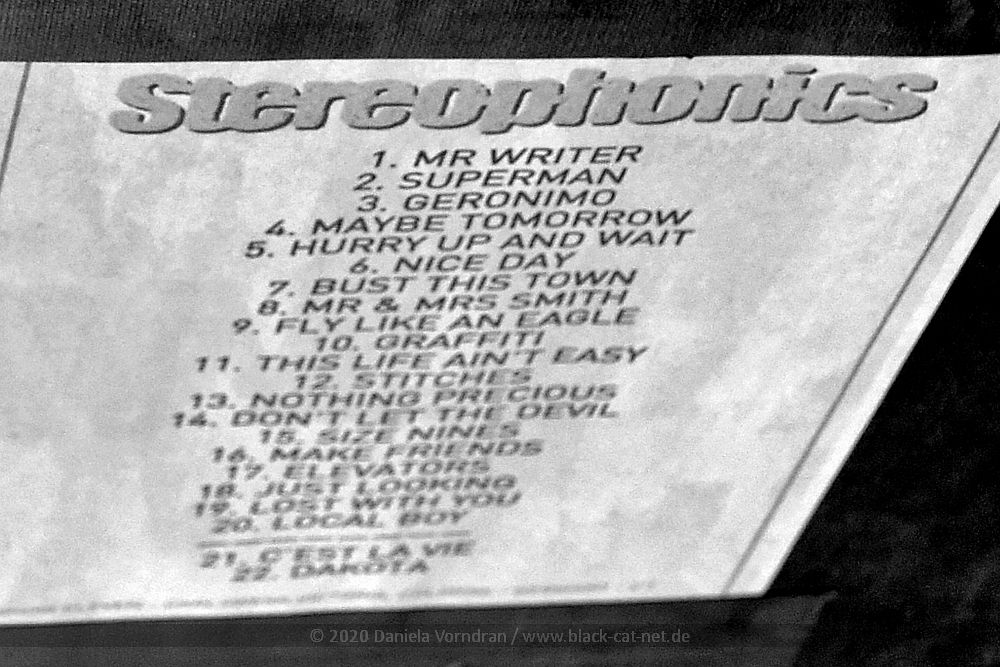 Stereophonics
1. MR WRITER
2. SUPERMAN
3. GERONIMO
4. MAYBE TOMORROW
5. HURRY UP AND WAIT
6. NICE DAY
7. BUST THIS TOWN
8. MR & MRS SMITH
9. FLY LIKE AN EAGLE
10. GRAFFITI
11. THIS LIFE AIN'T EASY
12. STITCHES
13. NOTHING PRECIOUS
14. DON'T LET THE DEVIL
15. SIZE NINES
16. MAKE FRIENDS
17. ELEVATORS
18. JUST LOOKING
19. LOST WITH YOU
20. LOCAL BOY
21. C'EST LA VIE
22. DAKOTA
© 2020 Daniela Vorndran / www.black-cat-net.de